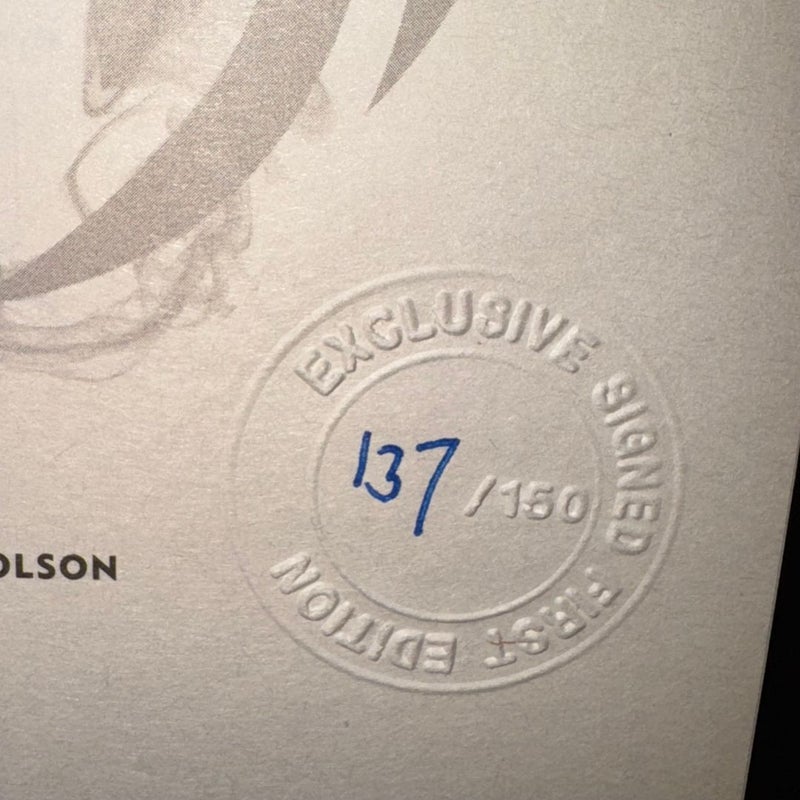 EXCLUSIVE SIGNED FIRST EDITION
137 /150
OLSON